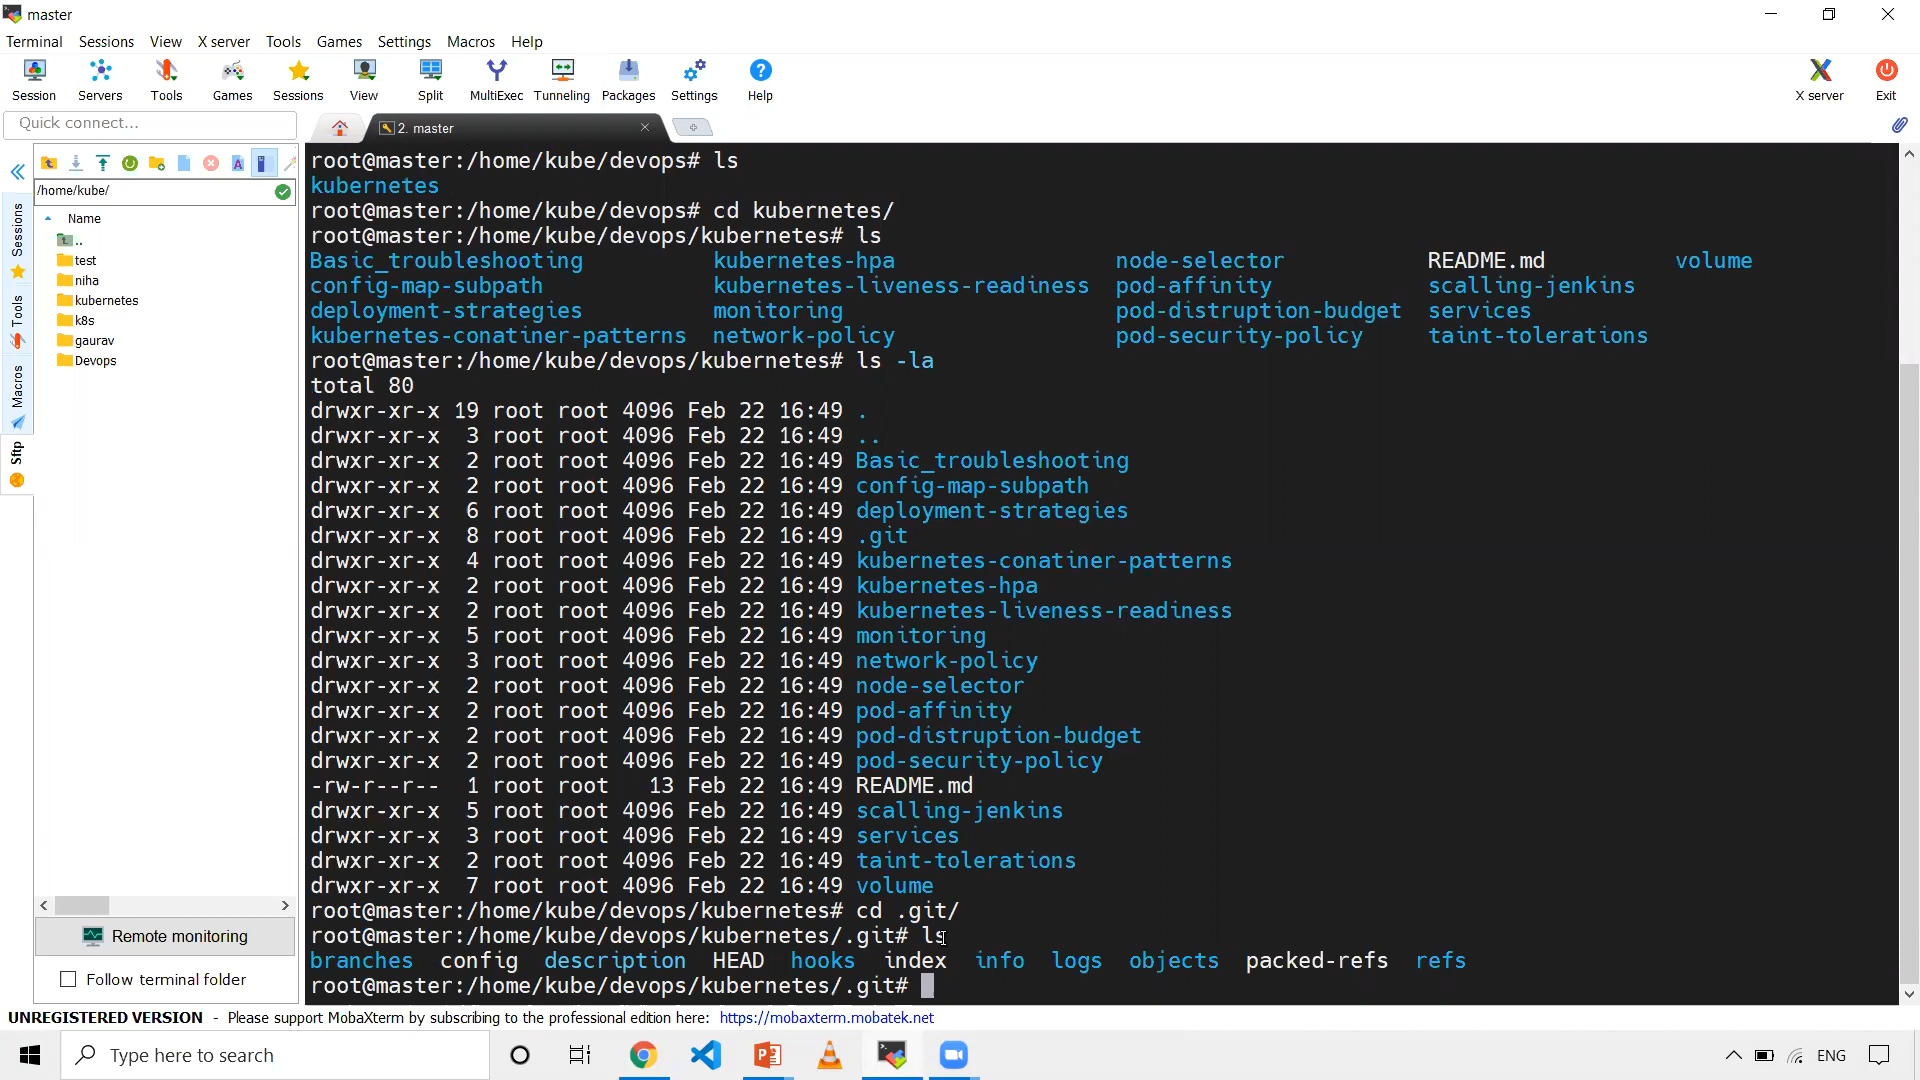 master
Terminal Sessions View X server Tools Games Settings Macros Help
Session Servers Tools Games Sessions View Split MultiExec Tunneling Packages Settings Help X server Exit
Quick connect...
2. master
/home/kube/
Name
..
test
niha
kubernetes
k8s
gaurav
Devops
Sessions
Tools
Macros
Sftp
Remote monitoring
Follow terminal folder
root@master:/home/kube/devops# ls
kubernetes
root@master:/home/kube/devops# cd kubernetes/
root@master:/home/kube/devops/kubernetes# ls
Basic_troubleshooting kubernetes-hpa node-selector README.md volume
config-map-subpath kubernetes-liveness-readiness pod-affinity scalling-jenkins
deployment-strategies monitoring pod-distruption-budget services
kubernetes-conatiner-patterns network-policy pod-security-policy taint-tolerations
root@master:/home/kube/devops/kubernetes# ls -la
total 80
drwxr-xr-x 19 root root 4096 Feb 22 16:49 .
drwxr-xr-x 3 root root 4096 Feb 22 16:49 ..
drwxr-xr-x 2 root root 4096 Feb 22 16:49 Basic_troubleshooting
drwxr-xr-x 2 root root 4096 Feb 22 16:49 config-map-subpath
drwxr-xr-x 6 root root 4096 Feb 22 16:49 deployment-strategies
drwxr-xr-x 8 root root 4096 Feb 22 16:49 .git
drwxr-xr-x 4 root root 4096 Feb 22 16:49 kubernetes-conatiner-patterns
drwxr-xr-x 2 root root 4096 Feb 22 16:49 kubernetes-hpa
drwxr-xr-x 2 root root 4096 Feb 22 16:49 kubernetes-liveness-readiness
drwxr-xr-x 5 root root 4096 Feb 22 16:49 monitoring
drwxr-xr-x 3 root root 4096 Feb 22 16:49 network-policy
drwxr-xr-x 2 root root 4096 Feb 22 16:49 node-selector
drwxr-xr-x 2 root root 4096 Feb 22 16:49 pod-affinity
drwxr-xr-x 2 root root 4096 Feb 22 16:49 pod-distruption-budget
drwxr-xr-x 2 root root 4096 Feb 22 16:49 pod-security-policy
-rw-r--r-- 1 root root 13 Feb 22 16:49 README.md
drwxr-xr-x 5 root root 4096 Feb 22 16:49 scalling-jenkins
drwxr-xr-x 3 root root 4096 Feb 22 16:49 services
drwxr-xr-x 2 root root 4096 Feb 22 16:49 taint-tolerations
drwxr-xr-x 7 root root 4096 Feb 22 16:49 volume
root@master:/home/kube/devops/kubernetes# cd .git/
root@master:/home/kube/devops/kubernetes/.git# ls
branches config description HEAD hooks index info logs objects packed-refs refs
root@master:/home/kube/devops/kubernetes/.git#
UNREGISTERED VERSION - Please support MobaXterm by subscribing to the professional edition here: https://mobaxterm.mobatek.net
Type here to search
ENG